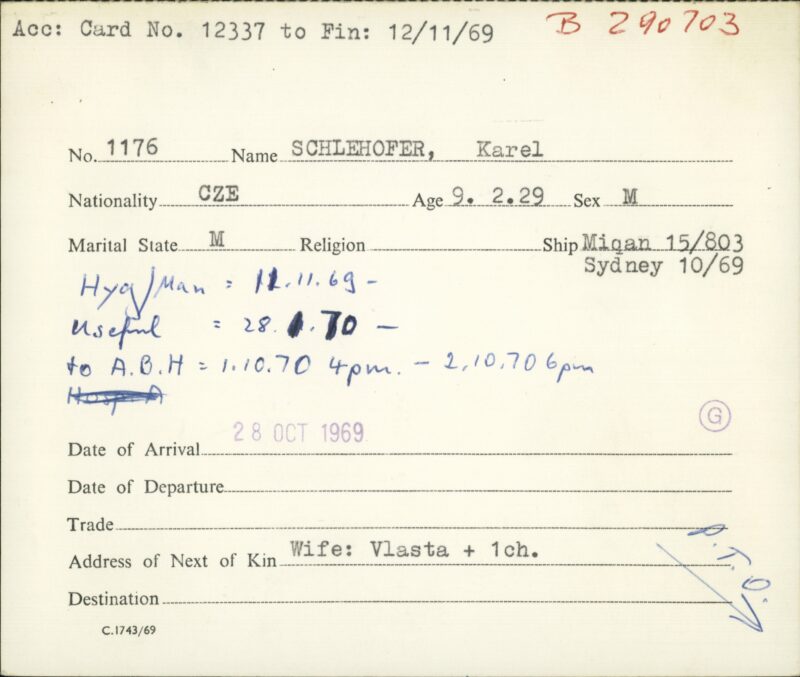 Acc: Card No. 12337 to Fin: 12/11/69 B 290703
No. 1176 Name SCHLEHOFER, Karel
Nationality CZE Age 9. 2.29 Sex M
Marital State M Religion Ship Miqan 15/803
Sydney 10/69
Hyg/Man = 11.11.69 -
Useful = 28.1.70 -
to A.B.H = 1.10.70 4pm. - 2.10.70 6pm
28 OCT 1969
G
Date of Arrival
Date of Departure
Trade
Address of Next of Kin Wife: Vlasta + 1ch.
P.T.O.
Destination
C.1743/69